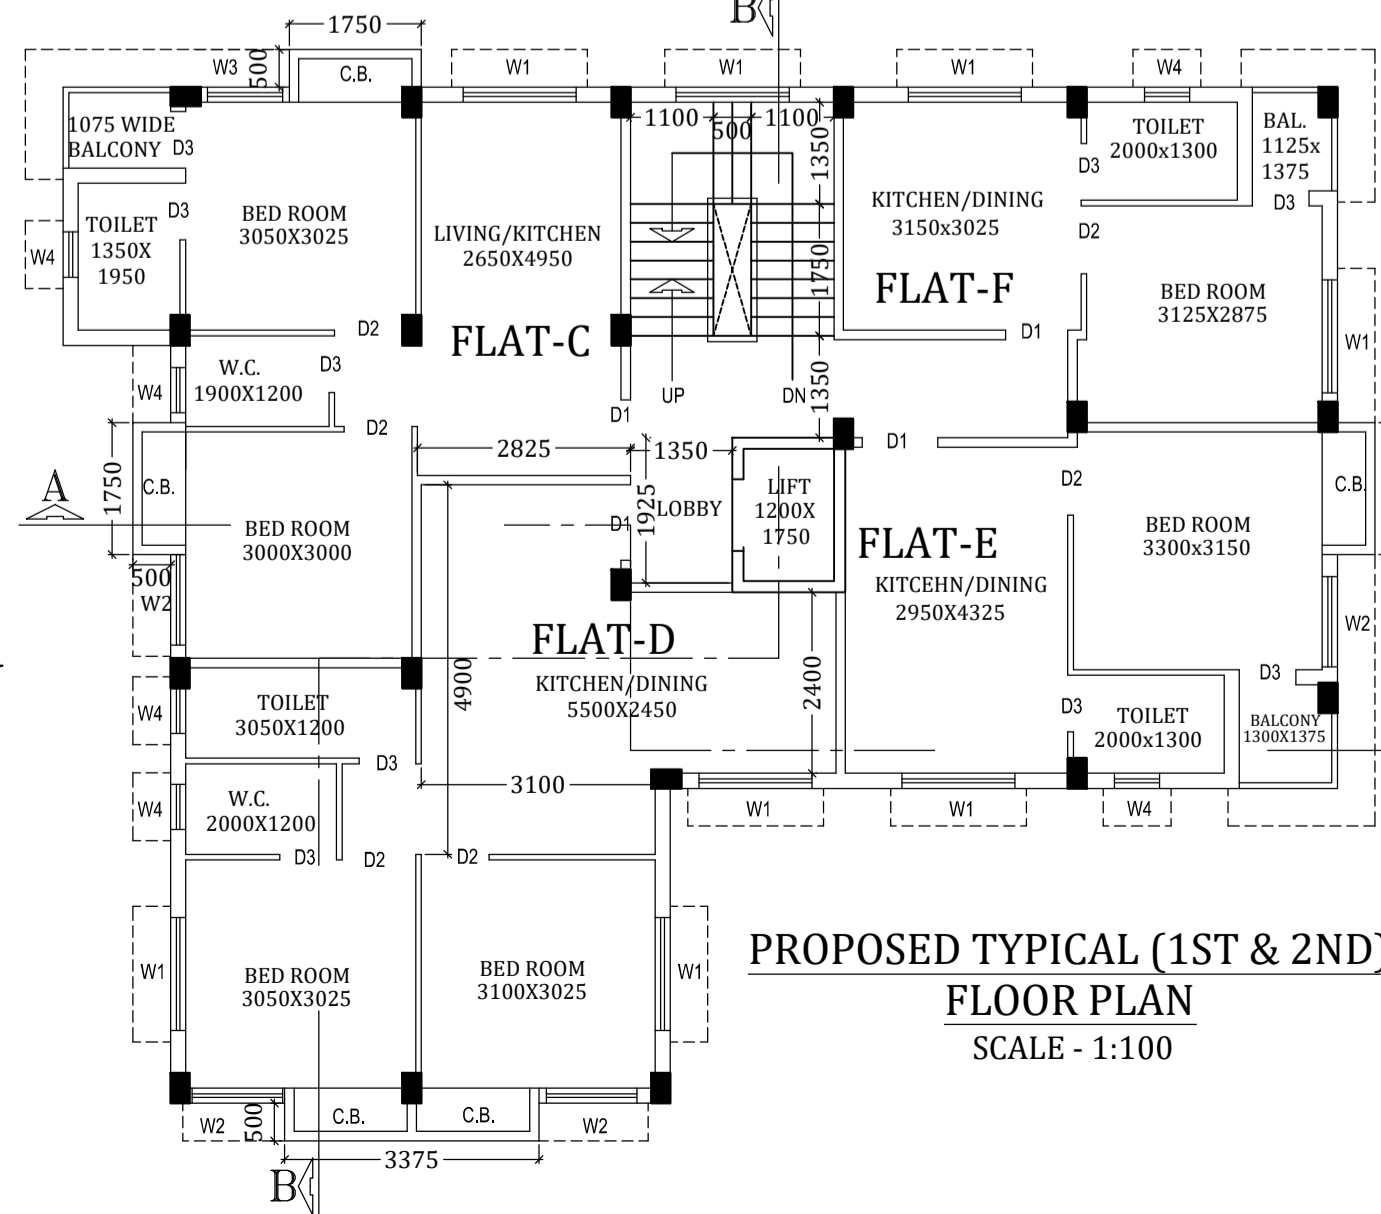 B
1750
W3
500
C.B.
W1
W1
W1
W4
1075 WIDE
BALCONY
D3
1100
500
1100
1350
D3
TOILET
2000x1300
BAL.
1125x
1375
D3
TOILET
1350X
1950
D3
W4
BED ROOM
3050X3025
LIVING/KITCHEN
2650X4950
KITCHEN/DINING
3150x3025
D2
1750
FLAT-F
BED ROOM
3125X2875
D2
FLAT-C
D1
W1
W.C.
1900X1200
D3
W4
UP
DN
1350
D1
D2
D1
2825
1350
A
1750
C.B.
D2
C.B.
LIFT
1200X
1750
LOBBY
1925
D1
BED ROOM
3000X3000
BED ROOM
3300x3150
FLAT-E
500
W2
KITCEHN/DINING
2950X4325
W2
FLAT-D
KITCHEN/DINING
5500X2450
4900
2400
D3
TOILET
3050X1200
W4
D3
TOILET
2000x1300
BALCONY
1300X1375
D3
3100
W.C.
2000X1200
W4
W1
W1
W4
D3
D2
D2
PROPOSED TYPICAL (1ST & 2ND)
FLOOR PLAN
SCALE - 1:100
W1
BED ROOM
3050X3025
BED ROOM
3100X3025
W1
W2
500
C.B.
C.B.
W2
3375
B